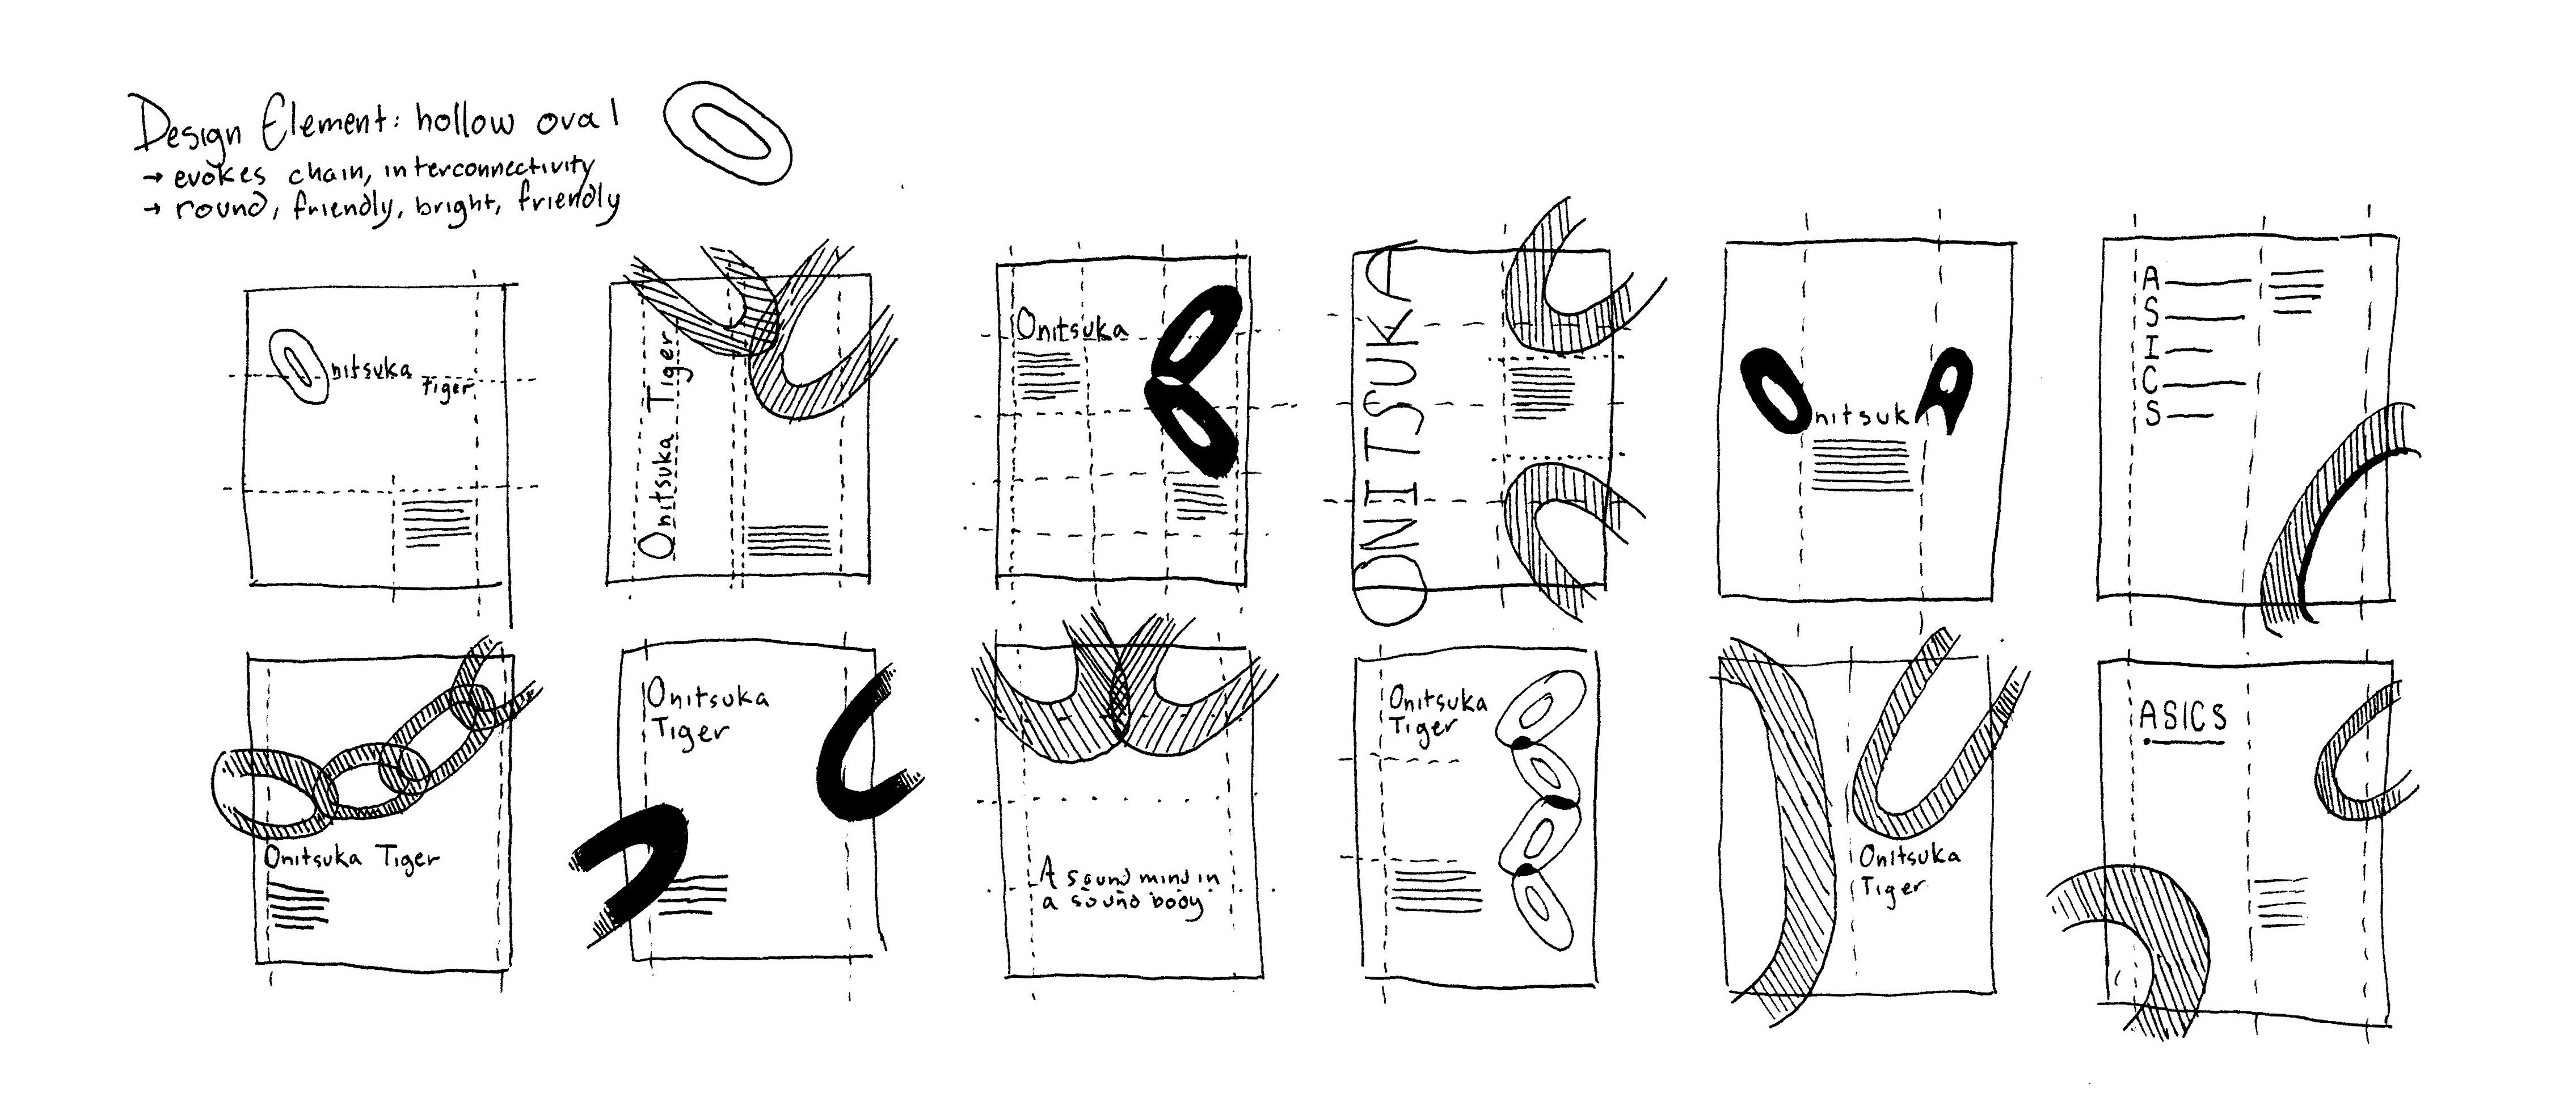 Design Element: hollow oval
→ evokes chain, interconnectivity
→ round, friendly, bright, friendly
Onitsuka
Tiger
Onitsuka Tiger
Onitsuka
ONITSUKA
OnitsukA
A
S
I
C
S
Onitsuka Tiger
Onitsuka
Tiger
A sound mind in
a sound body
Onitsuka
Tiger
Onitsuka
Tiger
ASICS